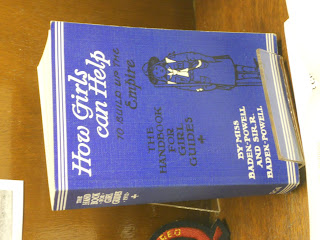 How Girls
can Help
TO BUILD UP THE
Empire
THE
HANDBOOK
FOR
GIRL
GUIDES
BY MISS
BADEN-POWELL
AND SIR R.
BADEN-POWELL
REG